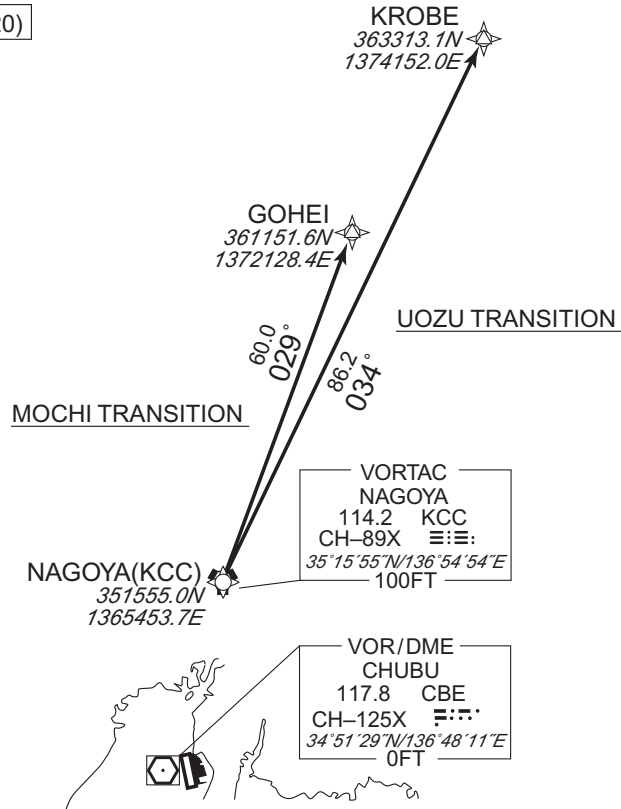 20)
KROBE
363313.1N
1374152.0E
GOHEI
361151.6N
1372128.4E
UOZU TRANSITION
60.0
029°
86.2
034°
MOCHI TRANSITION
VORTAC
NAGOYA
114.2 KCC
CH–89X
35°15´55˝N/136°54´54˝E
100FT
NAGOYA(KCC)
351555.0N
1365453.7E
VOR/DME
CHUBU
117.8 CBE
CH–125X
34°51´29˝N/136°48´11˝E
0FT